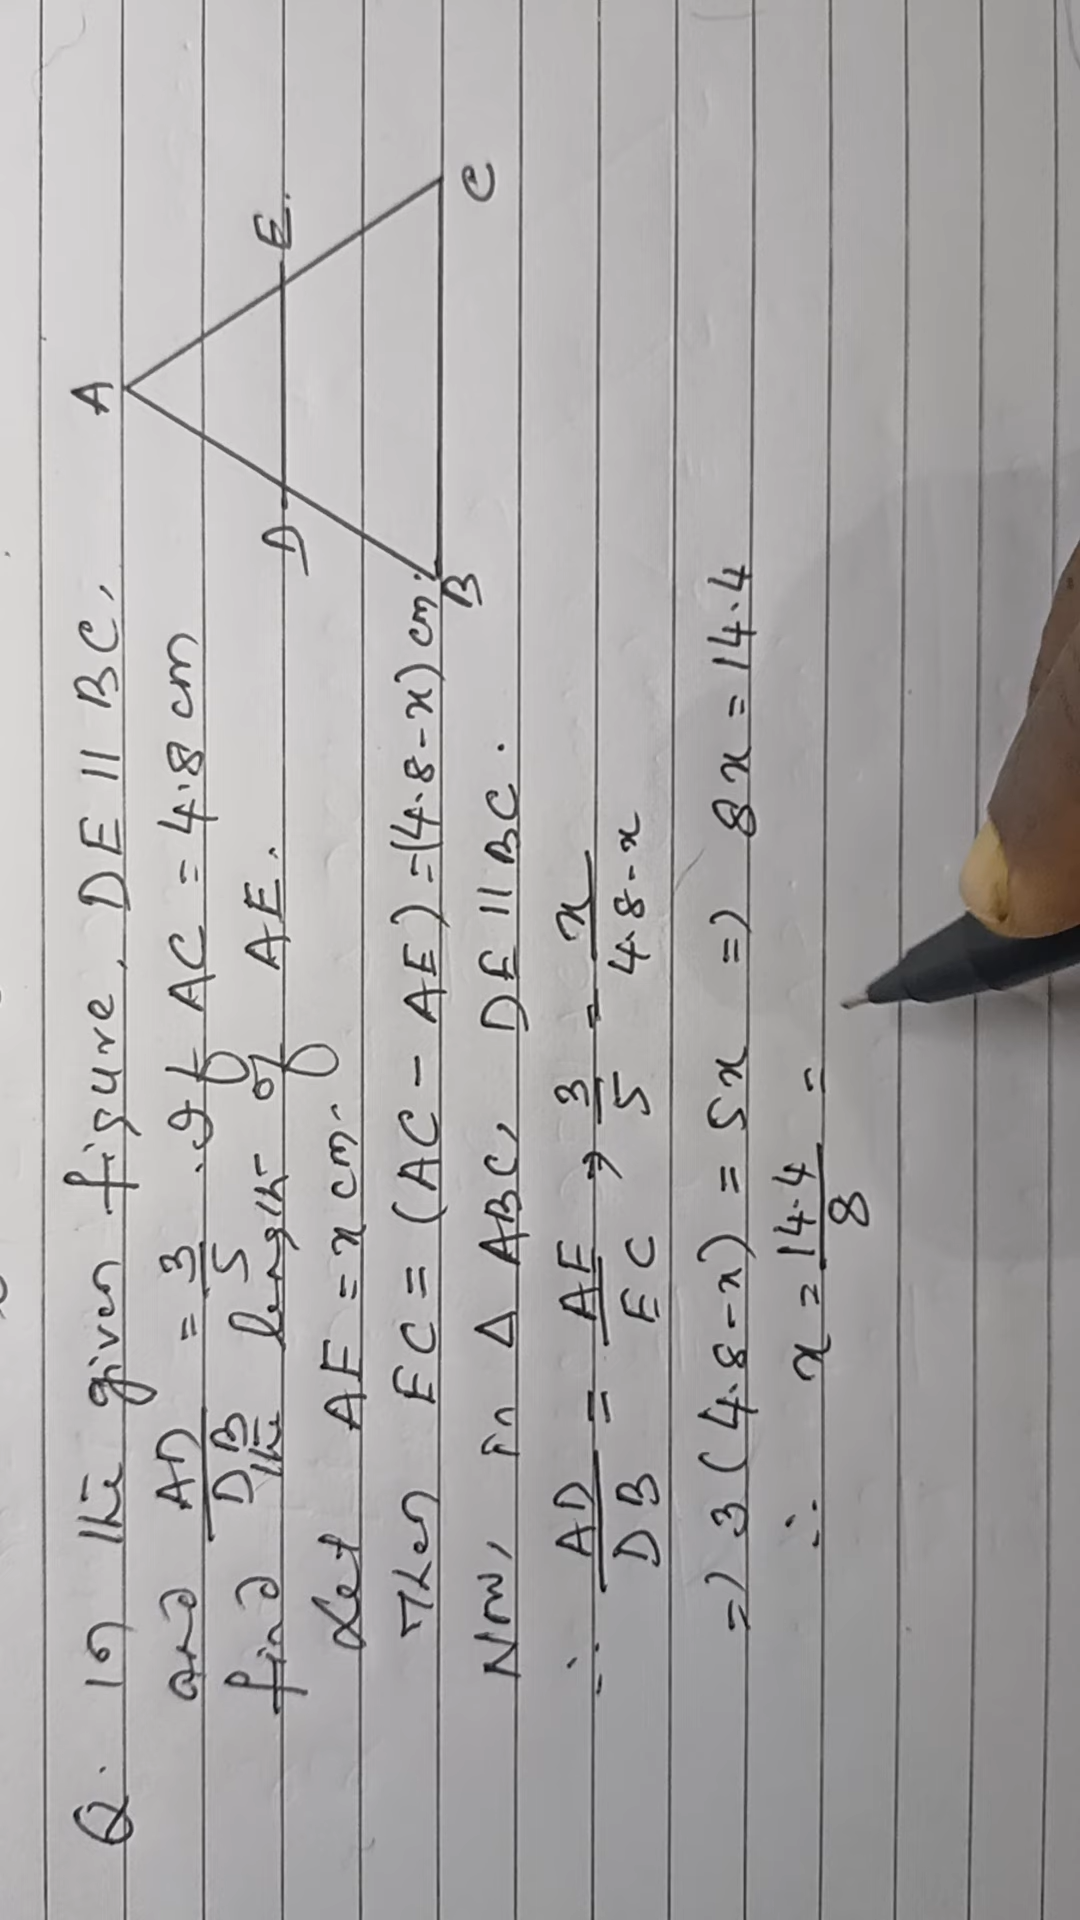 Q. In the given figure, DE || BC,
and AD/DB = 3/5. If AC = 4.8 cm
find the length of AE.
Let AE = x cm.
Then EC = (AC - AE) = (4.8 - x) cm.
Now, in Δ ABC, DE || BC.
∴ AD/DB = AE/EC, 3/5 = x/4.8-x
=> 3(4.8-x) = 5x => 8x = 14.4
∴ x = 14.4/8 =
A
D
E.
B
C